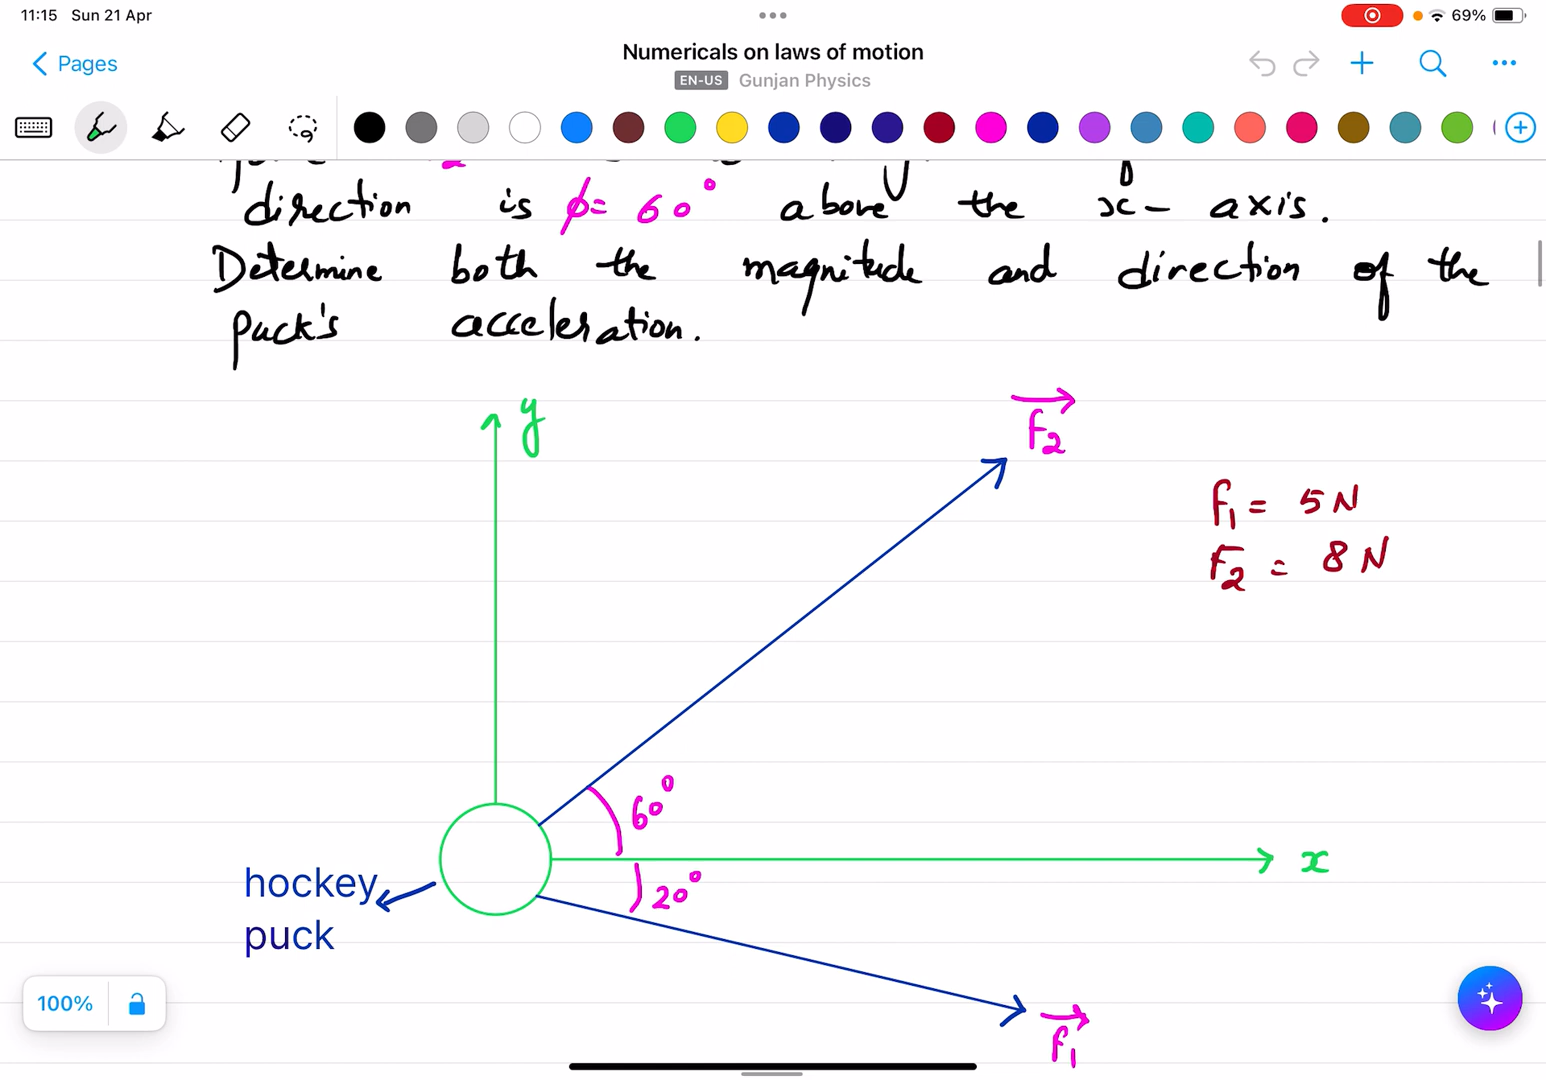 11:15 Sun 21 Apr
69%
Pages
Numericals on laws of motion
EN-US Gunjan Physics
direction is ϕ= 60° above the x- axis.
Determine both the magnitude and direction of the
puck's acceleration.
y
F₂
F₁ = 5 N
F₂ = 8 N
60°
x
20°
hockey
puck
F₁
100%